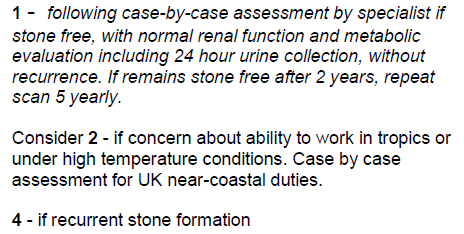 1 - following case-by-case assessment by specialist if
stone free, with normal renal function and metabolic
evaluation including 24 hour urine collection, without
recurrence. If remains stone free after 2 years, repeat
scan 5 yearly.
Consider 2 - if concern about ability to work in tropics or
under high temperature conditions. Case by case
assessment for UK near-coastal duties.
4 - if recurrent stone formation